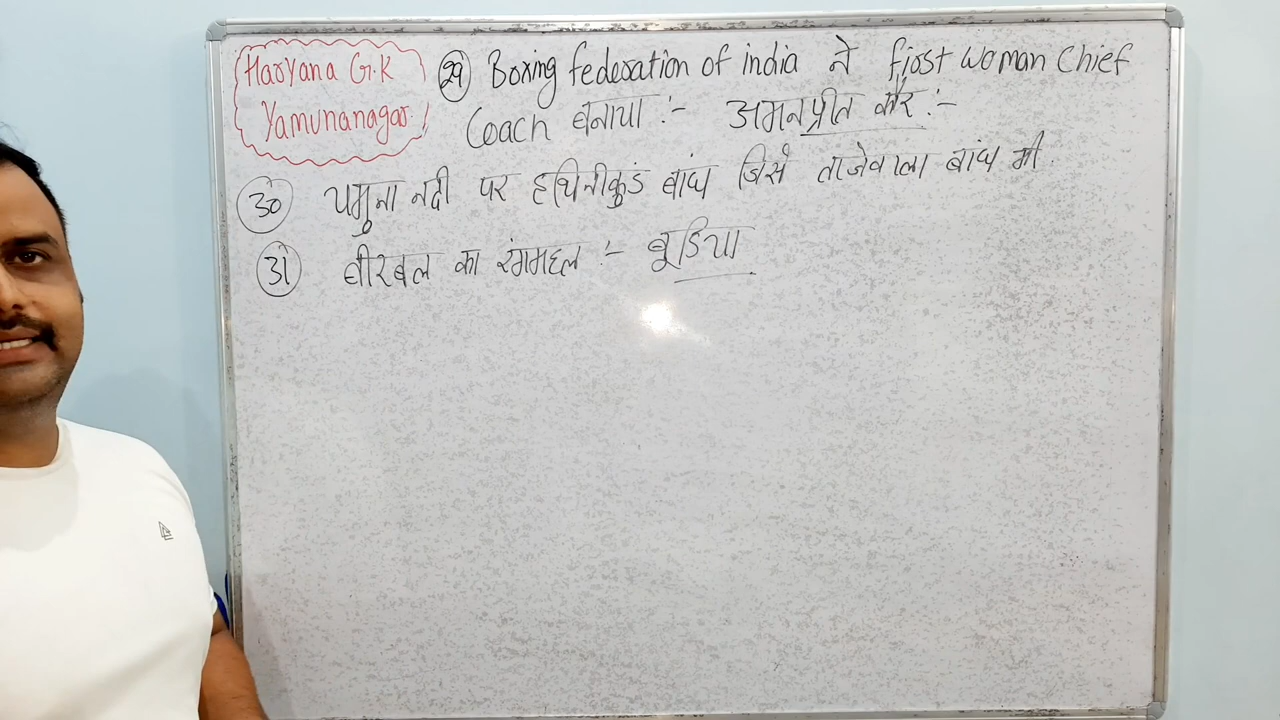 Haryana G.K
Yamunanagar
29 Boxing federation of india ने first woman Chief
Coach बनाया :- अमनप्रीत कौर :-
30 यमुना नदी पर हथिनीकुंड बांध जिसे ताजेवाला बांध भी
31 बीरबल का रंगमहल :- बूडिया